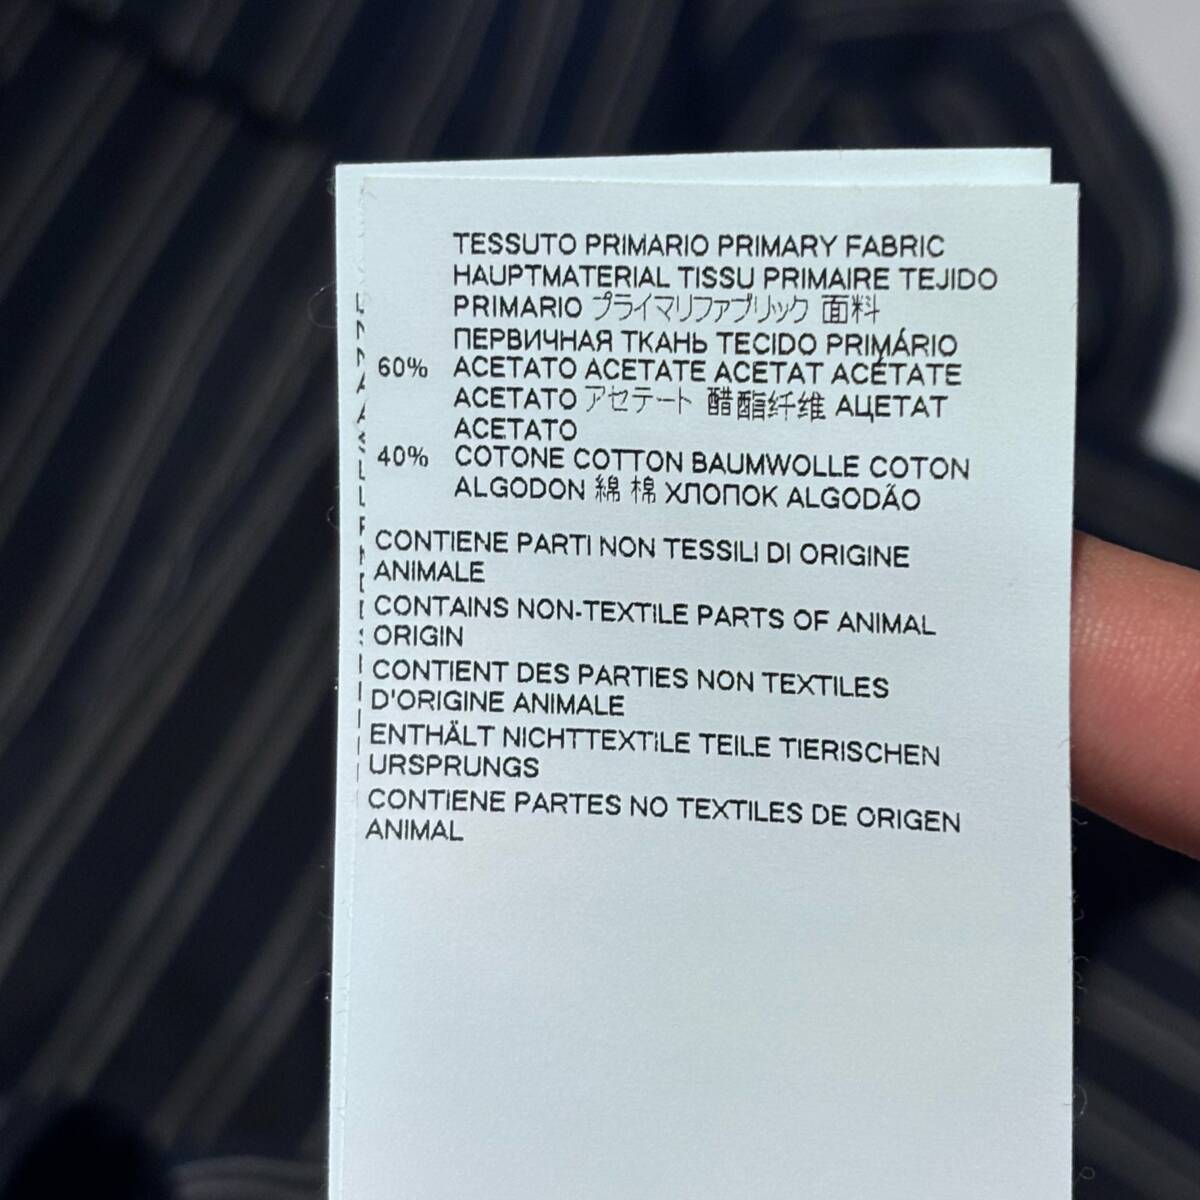 TESSUTO PRIMARIO PRIMARY FABRIC
HAUPTMATERIAL TISSU PRIMAIRE TEJIDO
PRIMARIO プライマリファブリック 面料
ПЕРВИЧНАЯ ТКАНЬ TECIDO PRIMÁRIO
60% ACETATO ACETATE ACETAT ACÉTATE
ACETATO アセテート 醋酯纤维 АЦЕТАТ
ACETATO
40% COTONE COTTON BAUMWOLLE COTON
ALGODON 綿 棉 ХЛОПОК ALGODÃO
CONTIENE PARTI NON TESSILI DI ORIGINE
ANIMALE
CONTAINS NON-TEXTILE PARTS OF ANIMAL
ORIGIN
CONTIENT DES PARTIES NON TEXTILES
D'ORIGINE ANIMALE
ENTHÄLT NICHTTEXTILE TEILE TIERISCHEN
URSPRUNGS
CONTIENE PARTES NO TEXTILES DE ORIGEN
ANIMAL